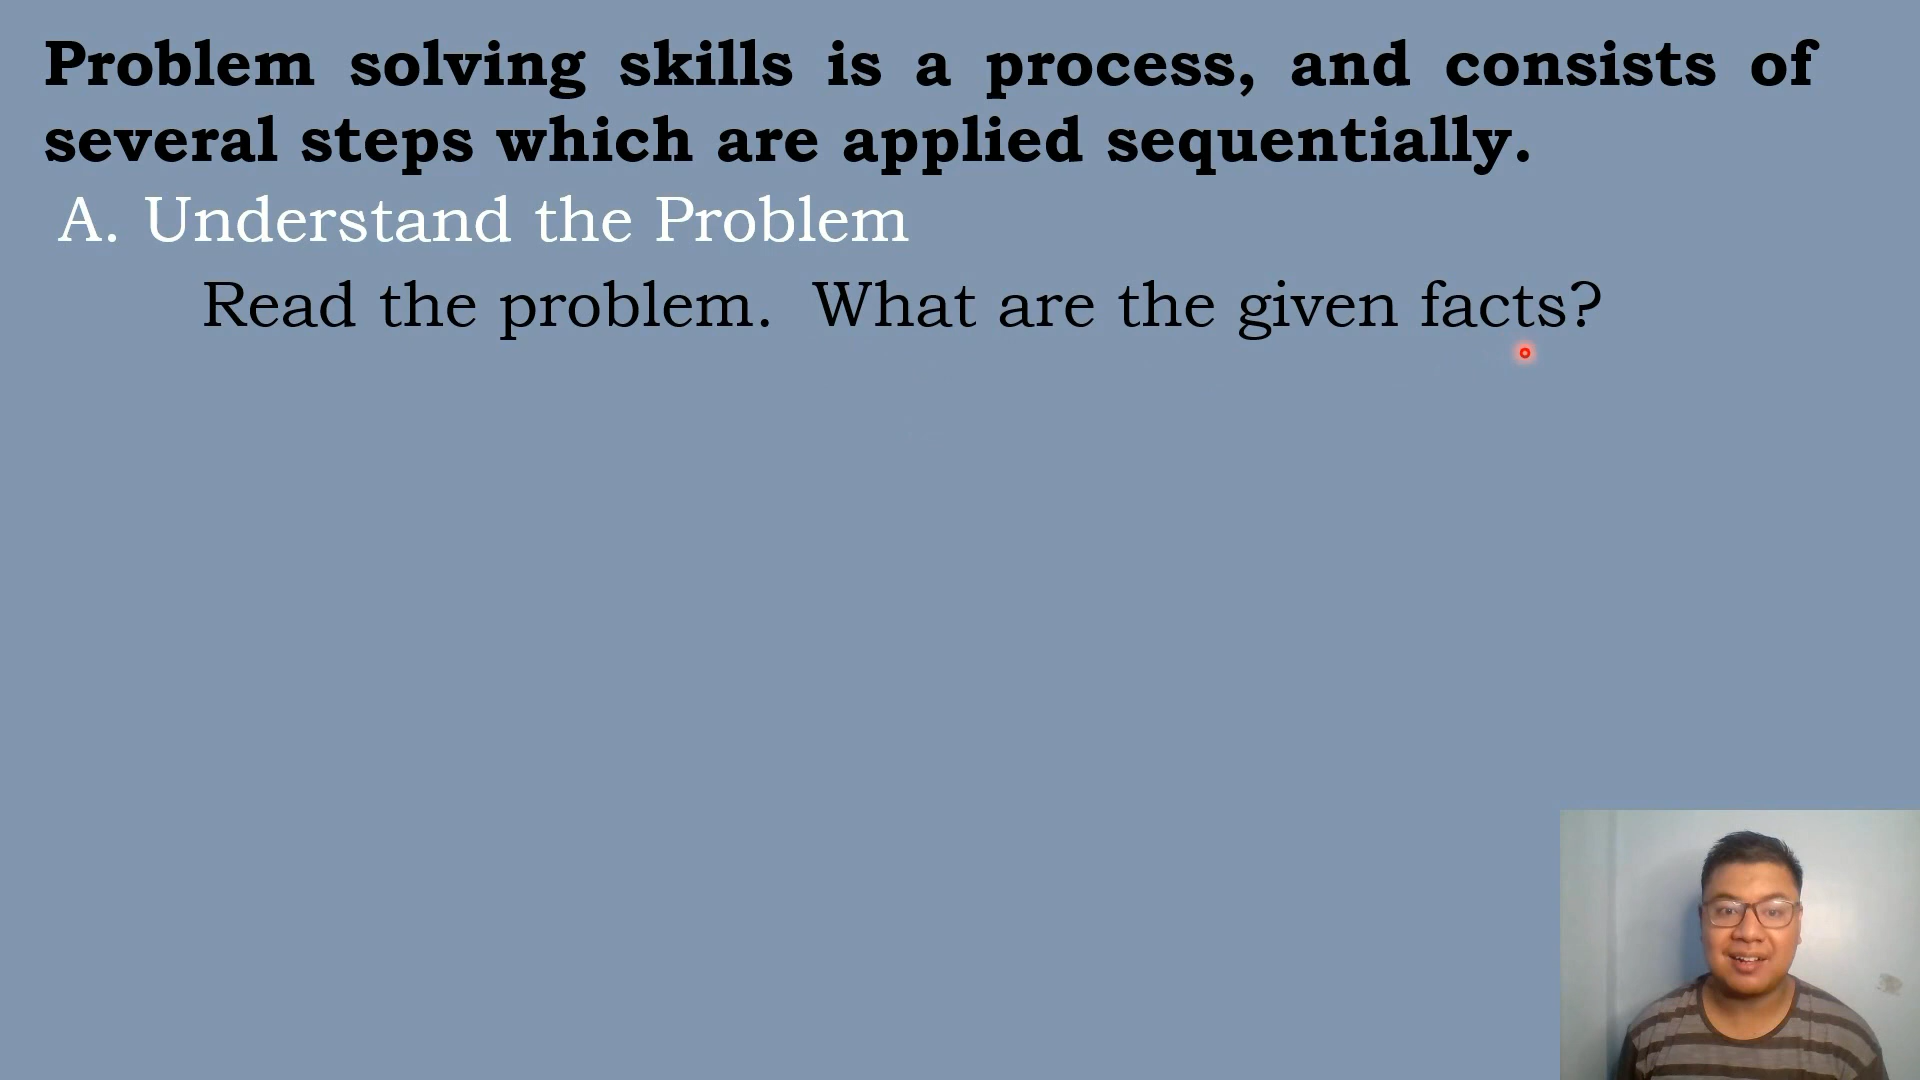 Problem solving skills is a process, and consists of
several steps which are applied sequentially.
A. Understand the Problem
Read the problem. What are the given facts?